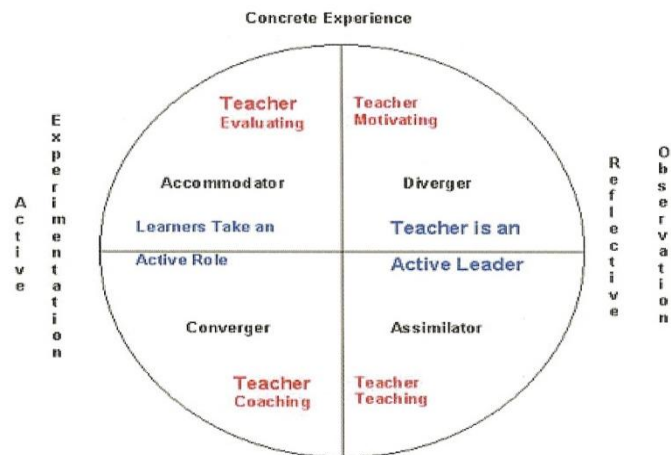 Concrete Experience
Teacher
Evaluating
Teacher
Motivating
Accommodator
Diverger
Learners Take an
Teacher is an
Active Role
Active Leader
Converger
Assimilator
Teacher
Coaching
Teacher
Teaching
Active
Experimentation
Reflective
Observation